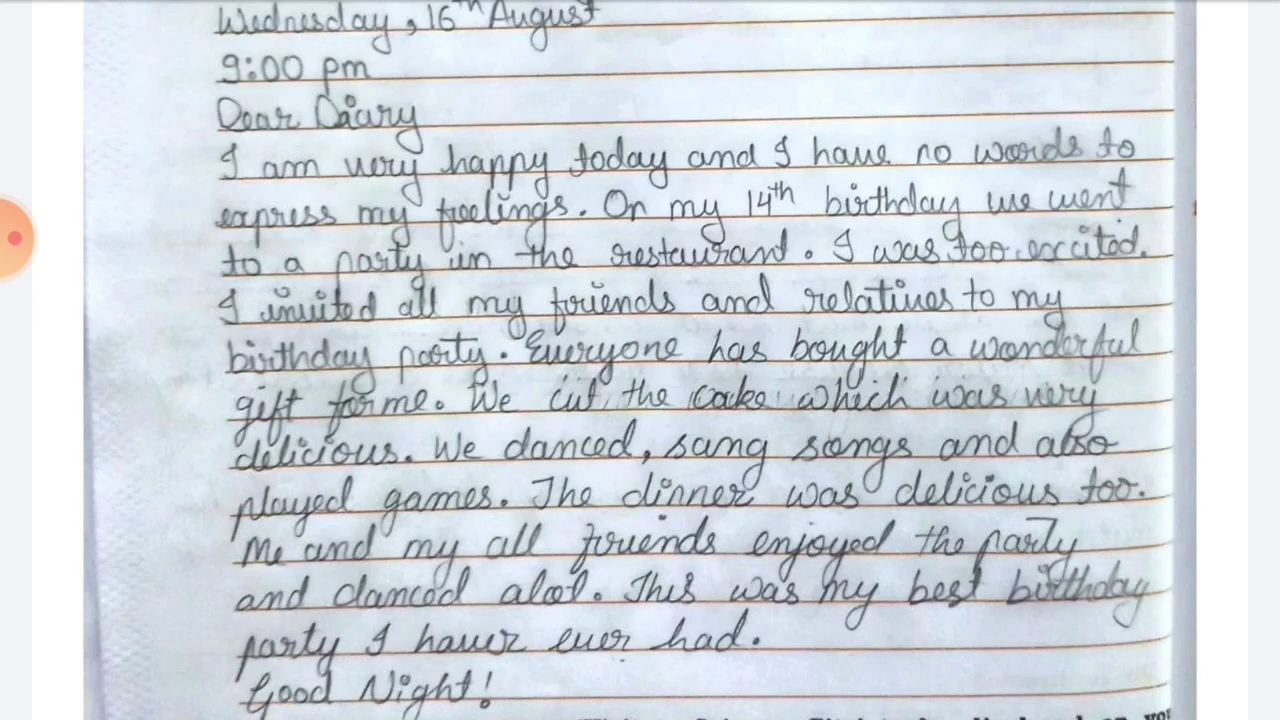 Wednesday, 16th August
9:00 pm
Dear Diary
I am very happy today and I have no words to
express my feelings. On my 14th birthday we went
to a party in the restaurant. I was too excited.
I invited all my friends and relatives to my
birthday party. Everyone has bought a wonderful
gift for me. We cut the cake which was very
delicious. We danced, sang songs and also
played games. The dinner was delicious too.
Me and my all friends enjoyed the party
and danced alot. This was my best birthday
party I have ever had.
Good Night!